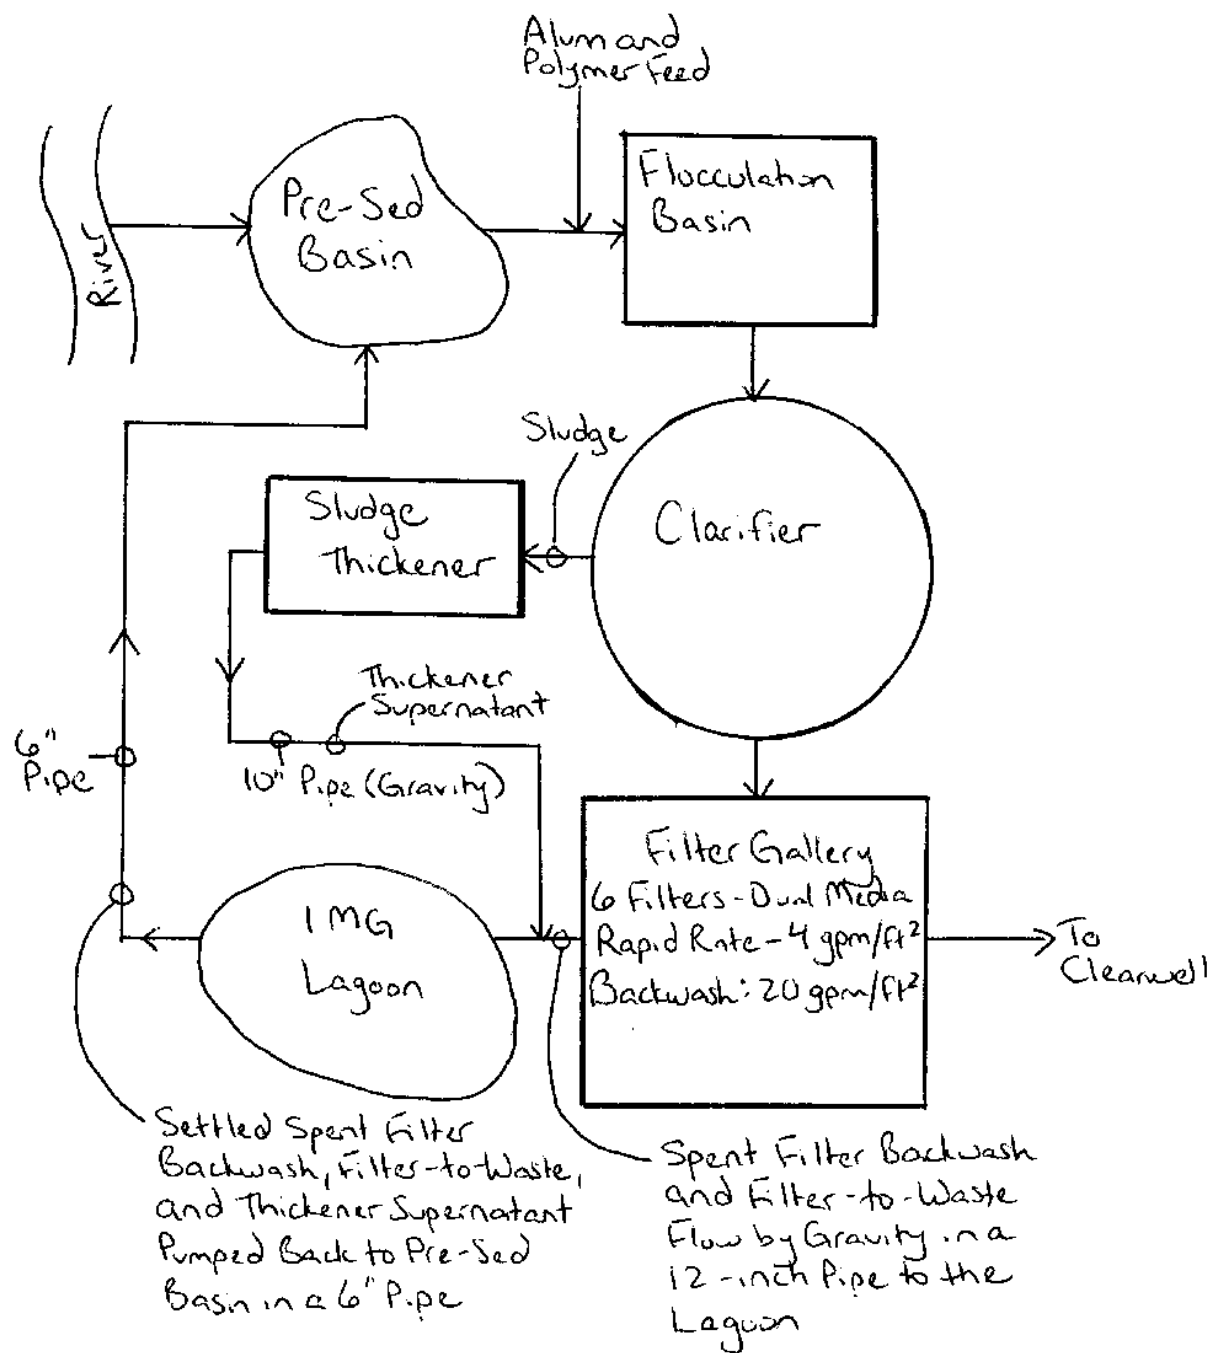 Alum and
Polymer Feed
River
Pre-Sed
Basin
Flocculation
Basin
Sludge
Clarifier
Sludge
Thickener
Thickener
Supernatant
6"
Pipe
10" Pipe (Gravity)
1 MG
Lagoon
Filter Gallery
6 Filters - Dual Media
Rapid Rate - 4 gpm/ft²
Backwash: 20 gpm/ft²
To
Clearwell
Settled Spent Filter
Backwash, Filter-to-Waste,
and Thickener Supernatant
Pumped Back to Pre-Sed
Basin in a 6" Pipe
Spent Filter Backwash
and Filter-to-Waste
Flow by Gravity in a
12-inch Pipe to the
Lagoon